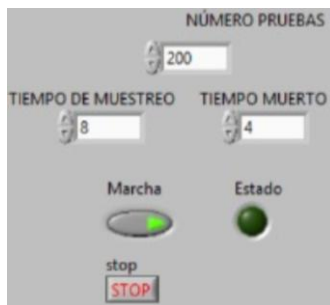 NÚMERO PRUEBAS
200
TIEMPO DE MUESTREO TIEMPO MUERTO
8 4
Marcha Estado
stop
STOP